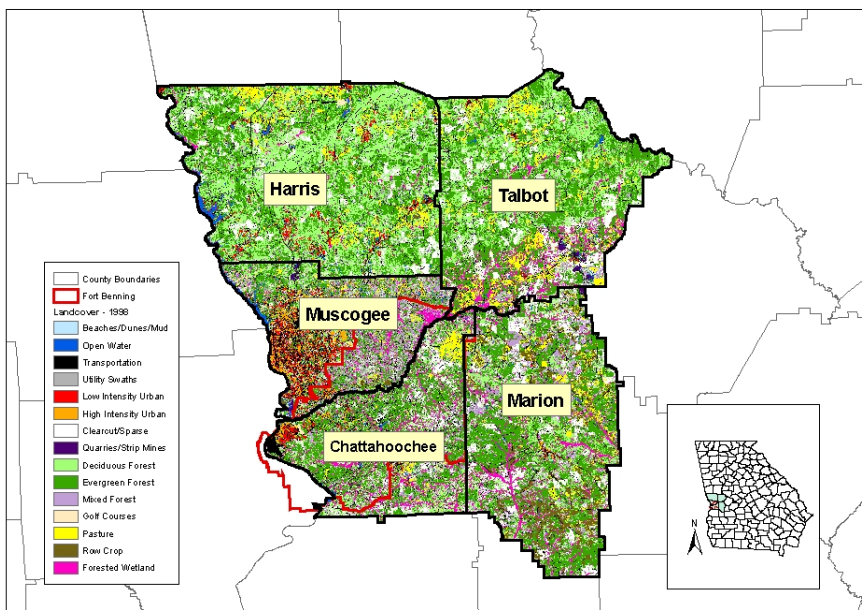 Harris
Talbot
Muscogee
Marion
Chattahoochee
County Boundaries
Fort Benning
Landcover - 1998
Beaches/Dunes/Mud
Open Water
Transportation
Utility Swaths
Low Intensity Urban
High Intensity Urban
Clearcut/Sparse
Quarries/Strip Mines
Deciduous Forest
Evergreen Forest
Mixed Forest
Golf Courses
Pasture
Row Crop
Forested Wetland
N